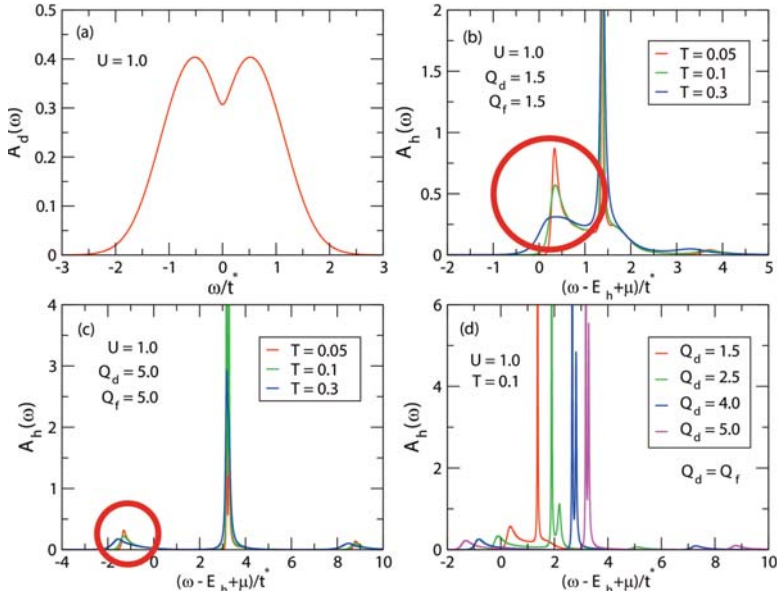 0.5
0.4
0.3
0.2
0.1
0
A_d(ω)
(a)
U = 1.0
-3 -2 -1 0 1 2 3
ω/t*
2
1.5
1
0.5
0
A_h(ω)
(b)
U = 1.0
Q_d = 1.5
Q_f = 1.5
T = 0.05
T = 0.1
T = 0.3
-2 -1 0 1 2 3 4 5
(ω - E_h+μ)/t*
4
3
2
1
0
A_h(ω)
(c)
U = 1.0
Q_d = 5.0
Q_f = 5.0
T = 0.05
T = 0.1
T = 0.3
-4 -2 0 2 4 6 8 10
(ω - E_h+μ)/t*
6
4
2
0
A_h(ω)
(d)
U = 1.0
T = 0.1
Q_d = 1.5
Q_d = 2.5
Q_d = 4.0
Q_d = 5.0
Q_d = Q_f
-2 0 2 4 6 8 10
(ω - E_h+μ)/t*